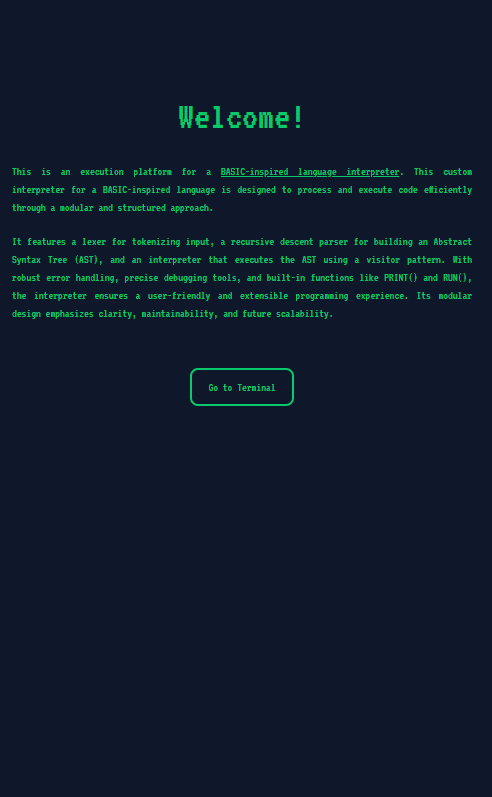 Welcome!
This is an execution platform for a BASIC-inspired language interpreter. This custom
interpreter for a BASIC-inspired language is designed to process and execute code efficiently
through a modular and structured approach.
It features a lexer for tokenizing input, a recursive descent parser for building an Abstract
Syntax Tree (AST), and an interpreter that executes the AST using a visitor pattern. With
robust error handling, precise debugging tools, and built-in functions like PRINT() and RUN(),
the interpreter ensures a user-friendly and extensible programming experience. Its modular
design emphasizes clarity, maintainability, and future scalability.
Go to Terminal